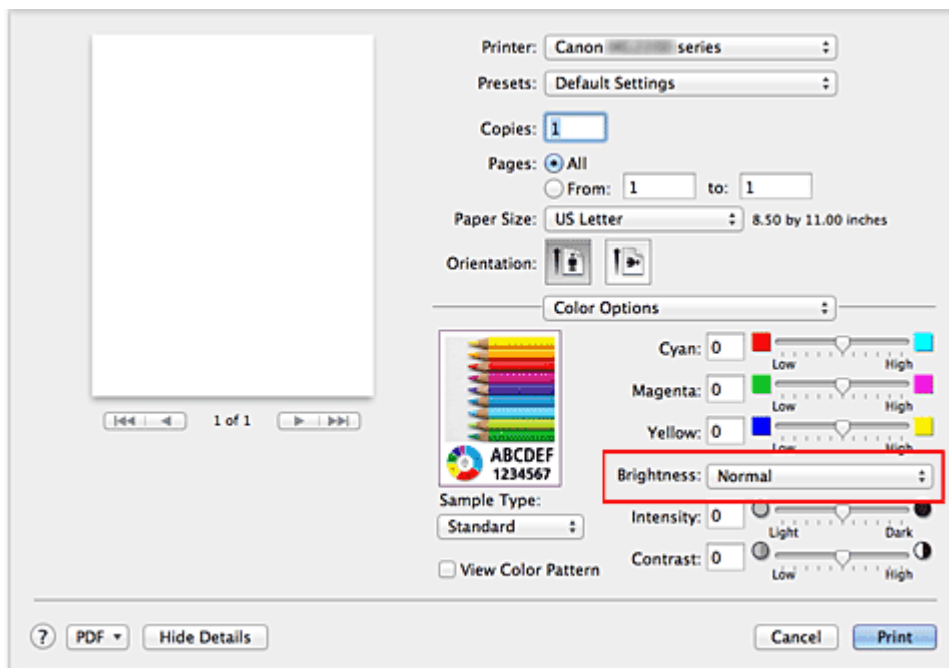 Printer: Canon series
Presets: Default Settings
Copies: 1
Pages: All
From: 1 to: 1
Paper Size: US Letter 8.50 by 11.00 inches
Orientation:
Color Options
1 of 1
ABCDEF
1234567
Sample Type:
Standard
View Color Pattern
Cyan: 0
Low High
Magenta: 0
Low High
Yellow: 0
Low High
Brightness: Normal
Intensity: 0
Light Dark
Contrast: 0
Low High
? PDF Hide Details Cancel Print